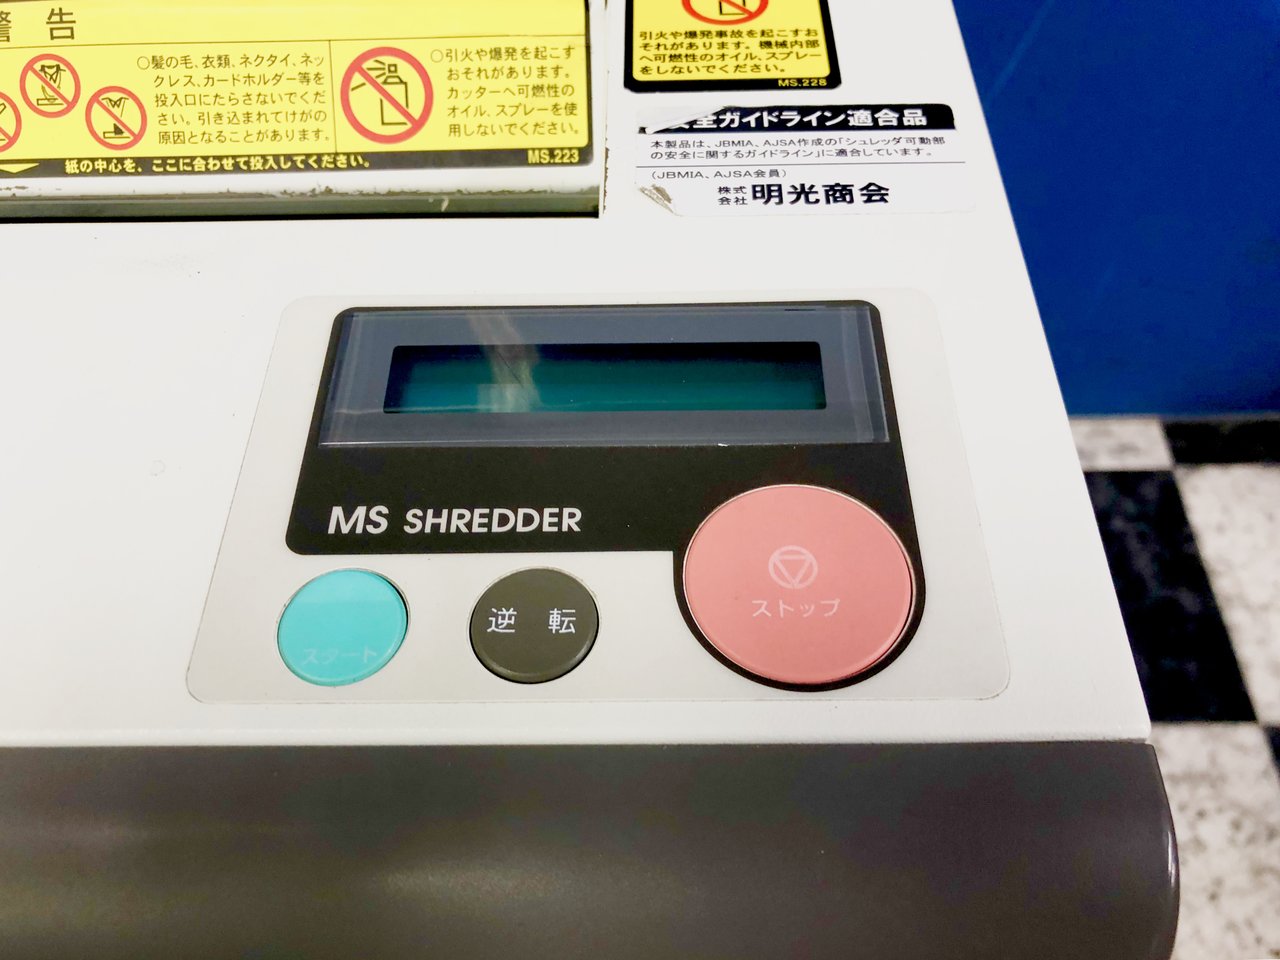 警告
○髪の毛、衣類、ネクタイ、ネッ
クレス、カードホルダー等を
投入口にたらさないでくだ
さい。引き込まれてけがの
原因となることがあります。
○引火や爆発を起こす
おそれがあります。
カッターへ可燃性の
オイル、スプレーを使
用しないでください。
紙の中心を、ここに合わせて投入してください。
MS.223
引火や爆発事故を起こすお
それがあります。機械内部
へ可燃性のオイル、スプレー
をしないでください。
MS.228
全ガイドライン適合品
本製品は、JBMIA、AJSA作成の「シュレッダ可動部
の安全に関するガイドライン」に適合しています。
(JBMIA、AJSA会員)
株式会社 明光商会
MS SHREDDER
スタート
逆転
ストップ